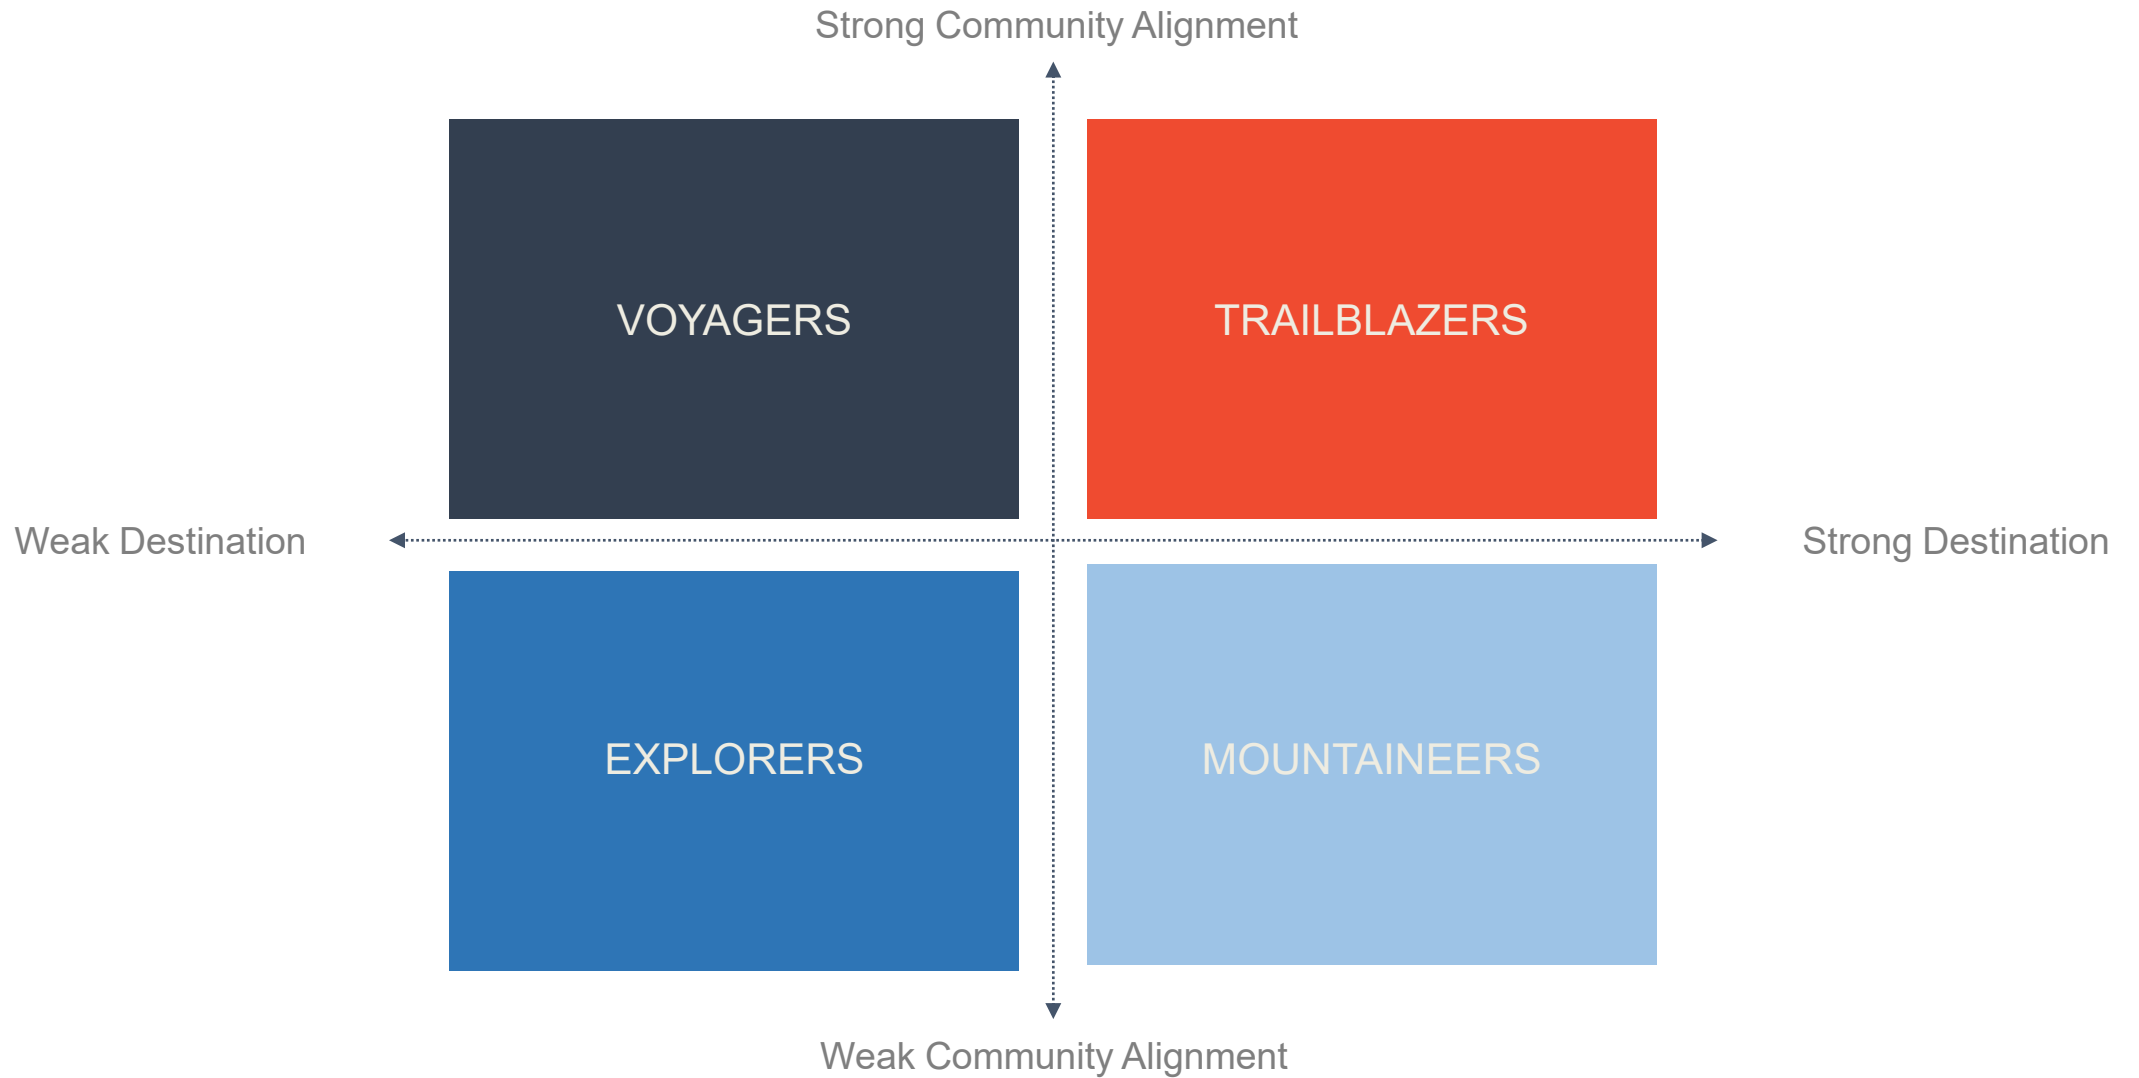 Strong Community Alignment
VOYAGERS
TRAILBLAZERS
Weak Destination
Strong Destination
EXPLORERS
MOUNTAINEERS
Weak Community Alignment